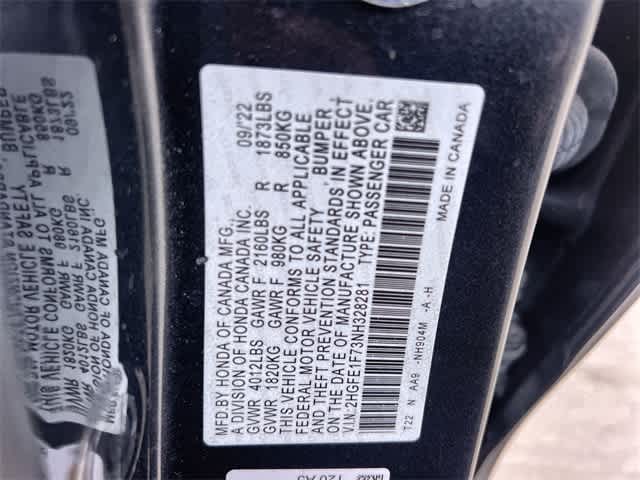 MFD.BY HONDA OF CANADA MFG. 09/22
A DIVISION OF HONDA CANADA INC.
GVWR 4012LBS GAWR F 2160LBS R 1873LBS
GVWR 1820KG GAWR F 980KG R 850KG
THIS VEHICLE CONFORMS TO ALL APPLICABLE
FEDERAL MOTOR VEHICLE SAFETY, BUMPER,
AND THEFT PREVENTION STANDARDS IN EFFECT
ON THE DATE OF MANUFACTURE SHOWN ABOVE.
V.I.N:2HGFE1F73NH328281 TYPE: PASSENGER CAR
T22 N AA9 -NH904M -A -H
MADE IN CANADA